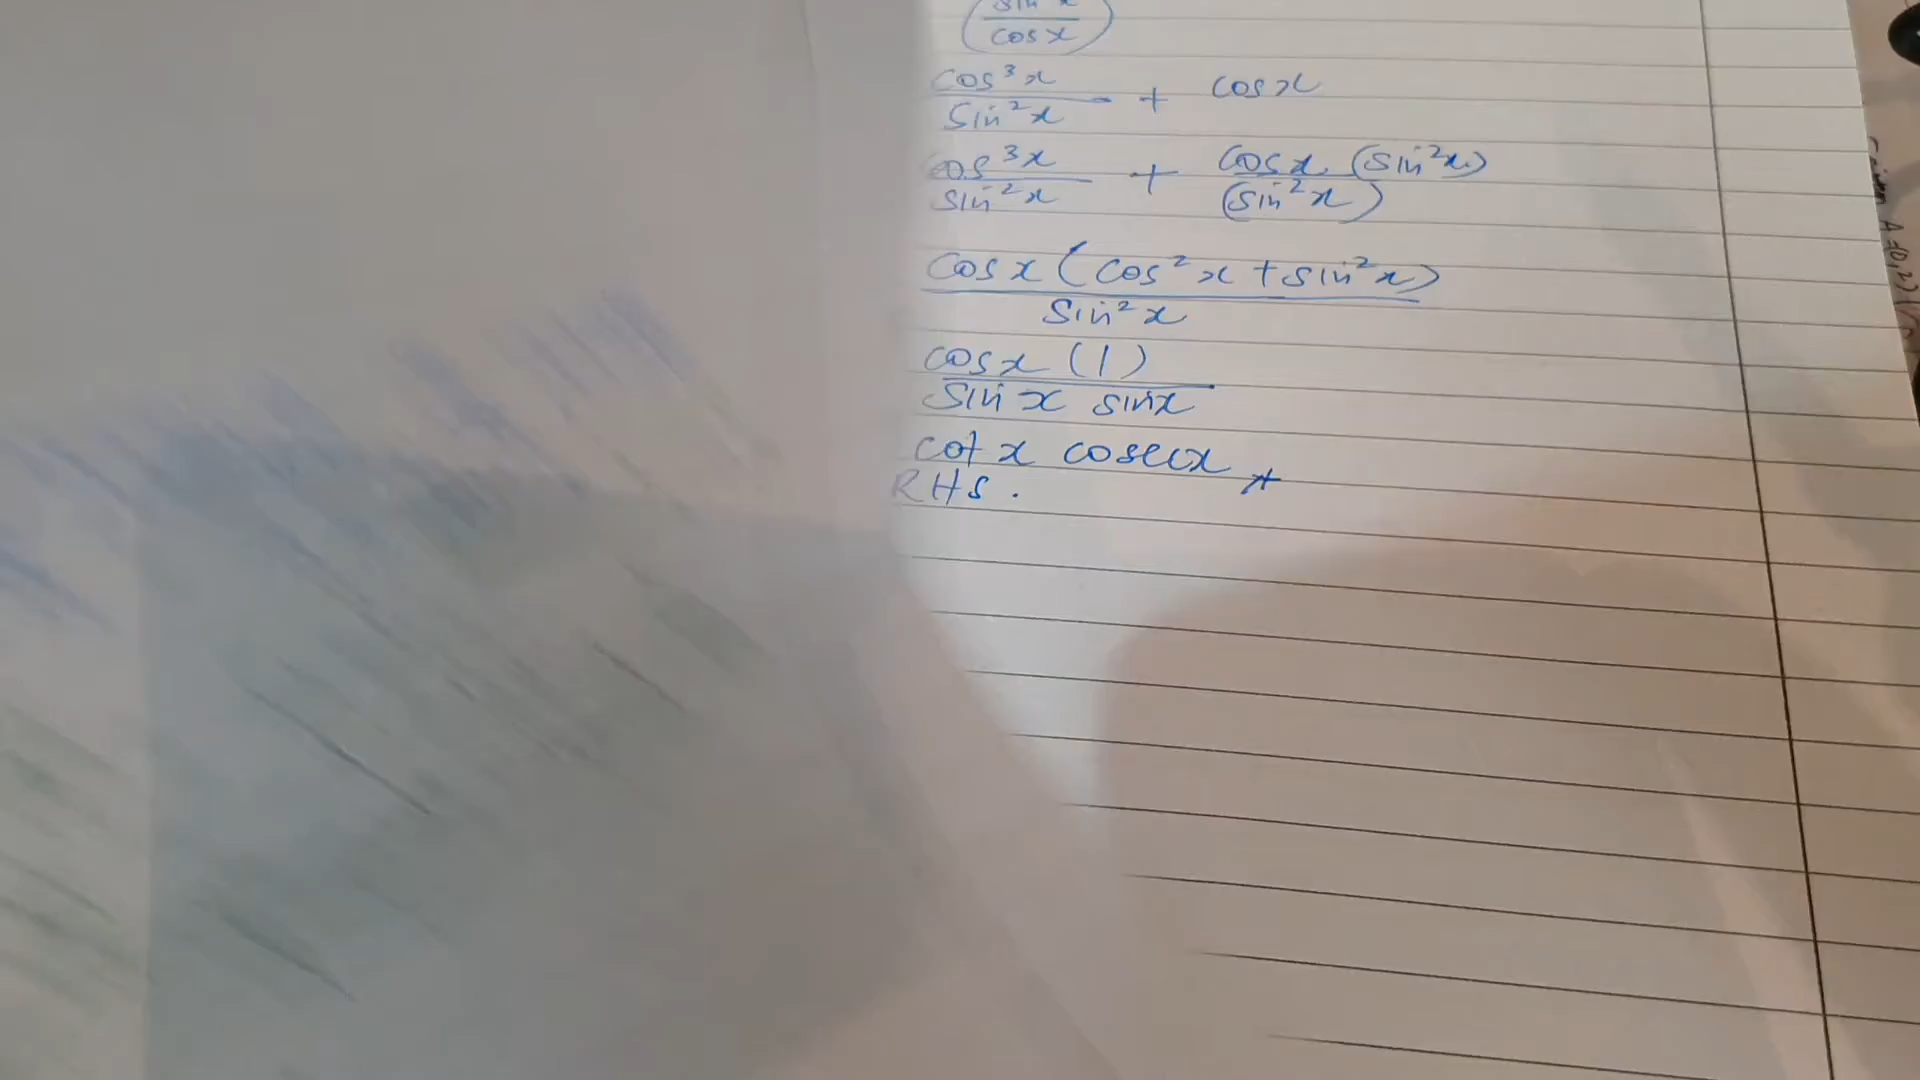 sin x
cos x
cos³x / sin²x + cos x
cos³x / sin²x + cos x (sin²x) / (sin²x)
cos x (cos²x + sin²x) / sin²x
cos x (1) / sin x sin x
cot x cosec x
RHS.